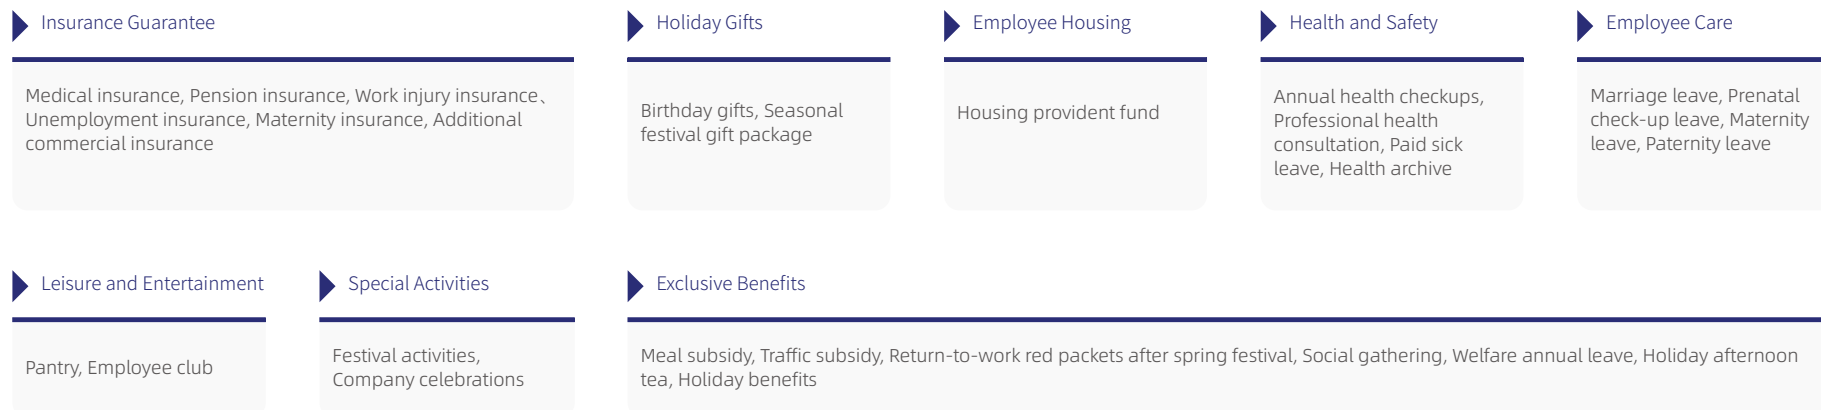 Insurance Guarantee
Medical insurance, Pension insurance, Work injury insurance、
Unemployment insurance, Maternity insurance, Additional
commercial insurance
Holiday Gifts
Birthday gifts, Seasonal
festival gift package
Employee Housing
Housing provident fund
Health and Safety
Annual health checkups,
Professional health
consultation, Paid sick
leave, Health archive
Employee Care
Marriage leave, Prenatal
check-up leave, Maternity
leave, Paternity leave
Leisure and Entertainment
Pantry, Employee club
Special Activities
Festival activities,
Company celebrations
Exclusive Benefits
Meal subsidy, Traffic subsidy, Return-to-work red packets after spring festival, Social gathering, Welfare annual leave, Holiday afternoon
tea, Holiday benefits